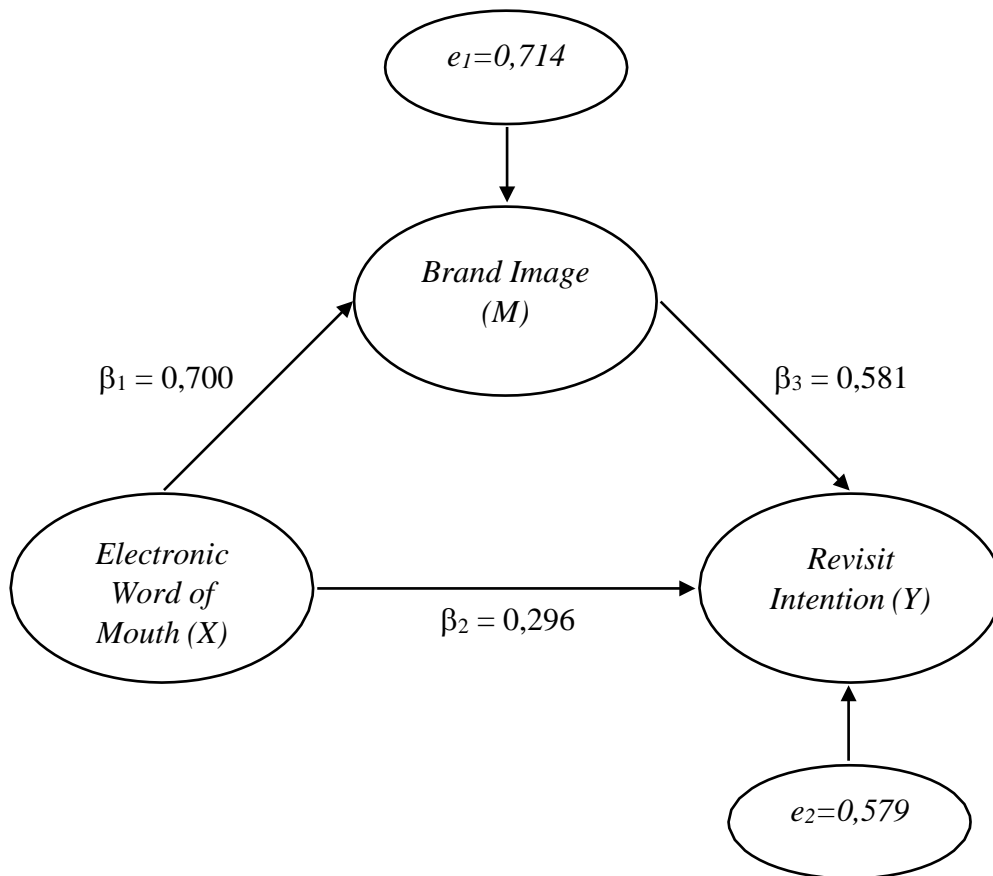 e₁=0,714
Brand Image
(M)
β₁ = 0,700
β₃ = 0,581
Electronic
Word of
Mouth (X)
β₂ = 0,296
Revisit
Intention (Y)
e₂=0,579